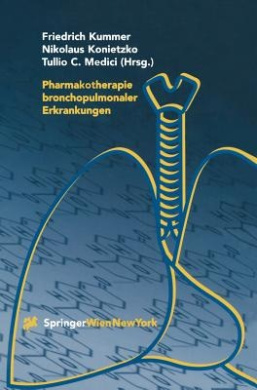 Friedrich Kummer
Nikolaus Konietzko
Tullio C. Medici (Hrsg.)
Pharmakotherapie
bronchopulmonaler
Erkrankungen
SpringerWienNewYork